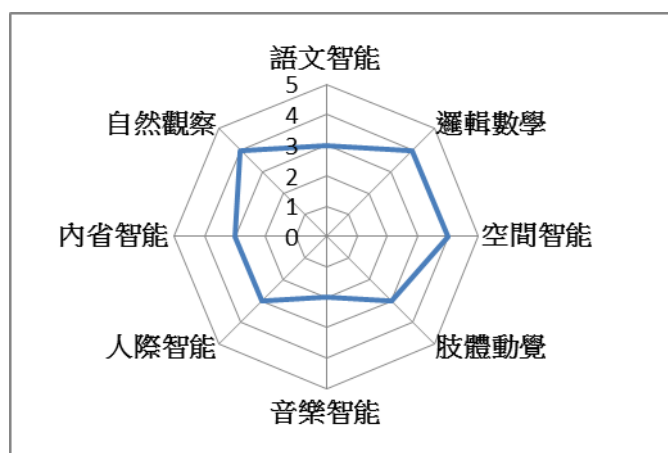 語文智能
5
自然觀察
4
邏輯數學
3
2
1
內省智能
0
空間智能
人際智能
肢體動覺
音樂智能